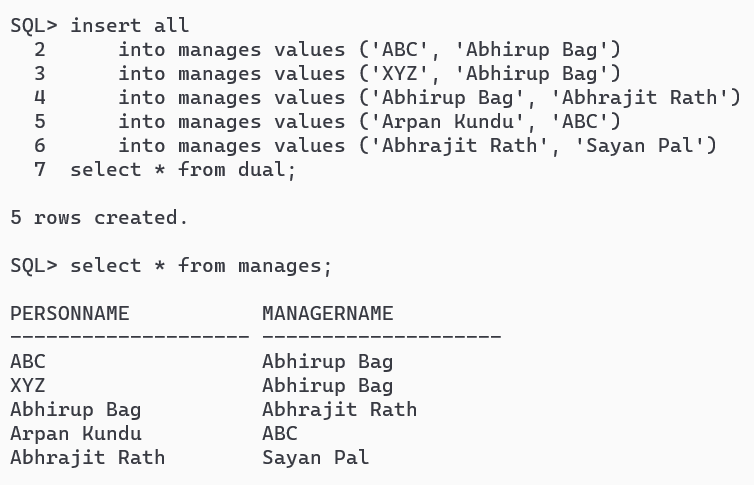 SQL> insert all
  2      into manages values ('ABC', 'Abhirup Bag')
  3      into manages values ('XYZ', 'Abhirup Bag')
  4      into manages values ('Abhirup Bag', 'Abhrajit Rath')
  5      into manages values ('Arpan Kundu', 'ABC')
  6      into manages values ('Abhrajit Rath', 'Sayan Pal')
  7  select * from dual;

5 rows created.

SQL> select * from manages;

PERSONNAME           MANAGERNAME
-------------------- --------------------
ABC                  Abhirup Bag
XYZ                  Abhirup Bag
Abhirup Bag          Abhrajit Rath
Arpan Kundu          ABC
Abhrajit Rath        Sayan Pal